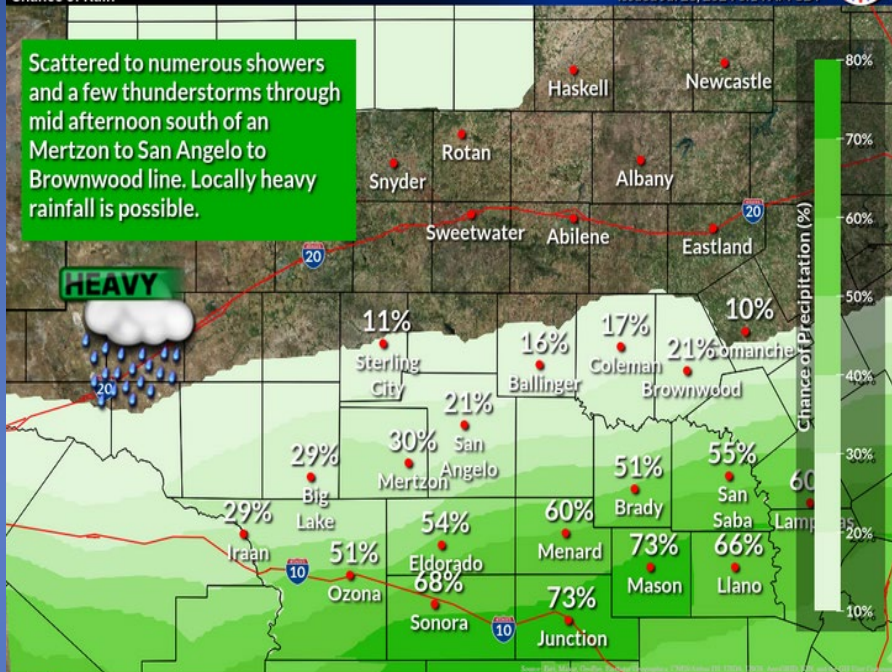 Scattered to numerous showers
and a few thunderstorms through
mid afternoon south of an
Mertzon to San Angelo to
Brownwood line. Locally heavy
rainfall is possible.
HEAVY
Haskell
Newcastle
Rotan
Snyder
Albany
Sweetwater
Abilene
Eastland
20
20
20
11%
Sterling
City
16%
Ballinger
17%
Coleman
21%
Brownwood
10%
omanche
21%
San
Angelo
30%
Mertzon
29%
Big
Lake
29%
Iraan
51%
Brady
55%
San
Saba
60
Lampasas
54%
Eldorado
60%
Menard
51%
Ozona
73%
Mason
66%
Llano
68%
Sonora
73%
Junction
10
10
Chance of Precipitation (%)
80%
70%
60%
50%
40%
30%
20%
10%